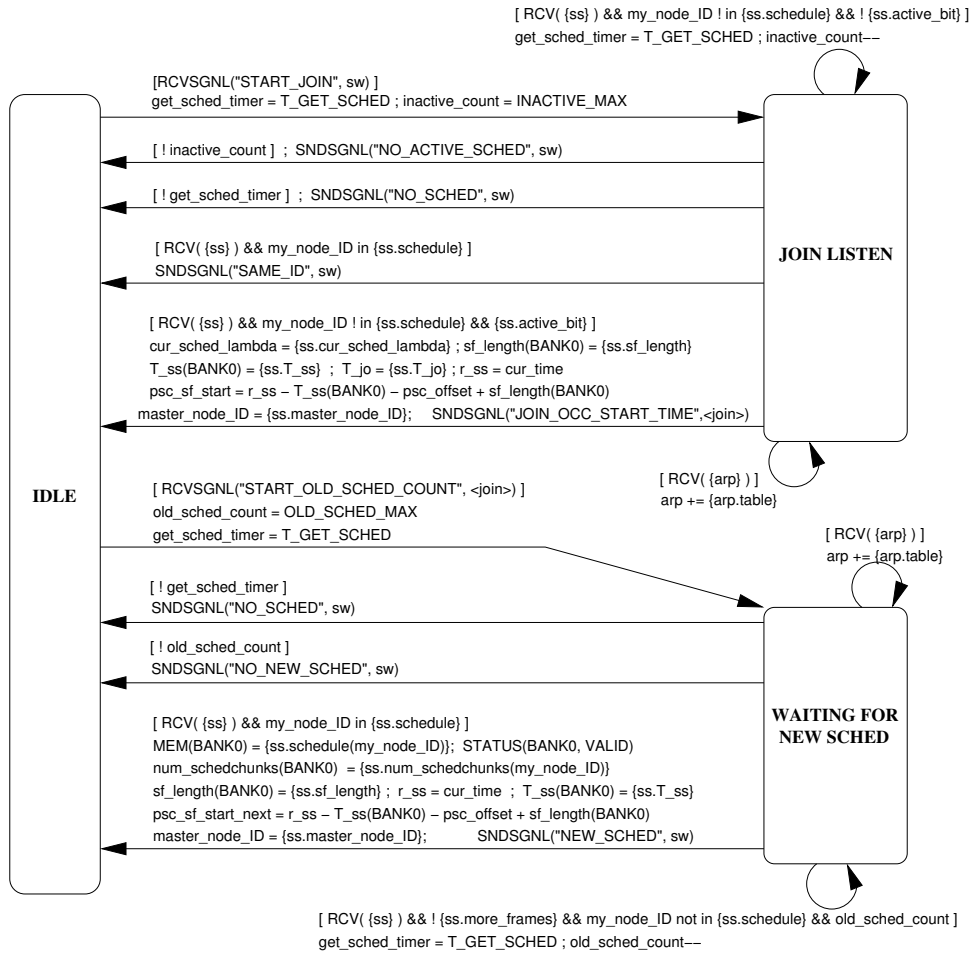 [ RCV( {ss} ) && my_node_ID ! in {ss.schedule} && ! {ss.active_bit} ]
get_sched_timer = T_GET_SCHED ; inactive_count−−
[RCVSGNL("START_JOIN", sw) ]
get_sched_timer = T_GET_SCHED ; inactive_count = INACTIVE_MAX
[ ! inactive_count ] ; SNDSGNL("NO_ACTIVE_SCHED", sw)
[ ! get_sched_timer ] ; SNDSGNL("NO_SCHED", sw)
[ RCV( {ss} ) && my_node_ID in {ss.schedule} ]
SNDSGNL("SAME_ID", sw)
JOIN LISTEN
[ RCV( {ss} ) && my_node_ID ! in {ss.schedule} && {ss.active_bit} ]
cur_sched_lambda = {ss.cur_sched_lambda} ; sf_length(BANK0) = {ss.sf_length}
T_ss(BANK0) = {ss.T_ss} ; T_jo = {ss.T_jo} ; r_ss = cur_time
psc_sf_start = r_ss − T_ss(BANK0) − psc_offset + sf_length(BANK0)
master_node_ID = {ss.master_node_ID}; SNDSGNL("JOIN_OCC_START_TIME",<join>)
[ RCV( {arp} ) ]
arp += {arp.table}
IDLE
[ RCVSGNL("START_OLD_SCHED_COUNT", <join>) ]
old_sched_count = OLD_SCHED_MAX
get_sched_timer = T_GET_SCHED
[ RCV( {arp} ) ]
arp += {arp.table}
[ ! get_sched_timer ]
SNDSGNL("NO_SCHED", sw)
[ ! old_sched_count ]
SNDSGNL("NO_NEW_SCHED", sw)
WAITING FOR
NEW SCHED
[ RCV( {ss} ) && my_node_ID in {ss.schedule} ]
MEM(BANK0) = {ss.schedule(my_node_ID)}; STATUS(BANK0, VALID)
num_schedchunks(BANK0) = {ss.num_schedchunks(my_node_ID)}
sf_length(BANK0) = {ss.sf_length} ; r_ss = cur_time ; T_ss(BANK0) = {ss.T_ss}
psc_sf_start_next = r_ss − T_ss(BANK0) − psc_offset + sf_length(BANK0)
master_node_ID = {ss.master_node_ID}; SNDSGNL("NEW_SCHED", sw)
[ RCV( {ss} ) && ! {ss.more_frames} && my_node_ID not in {ss.schedule} && old_sched_count ]
get_sched_timer = T_GET_SCHED ; old_sched_count−−